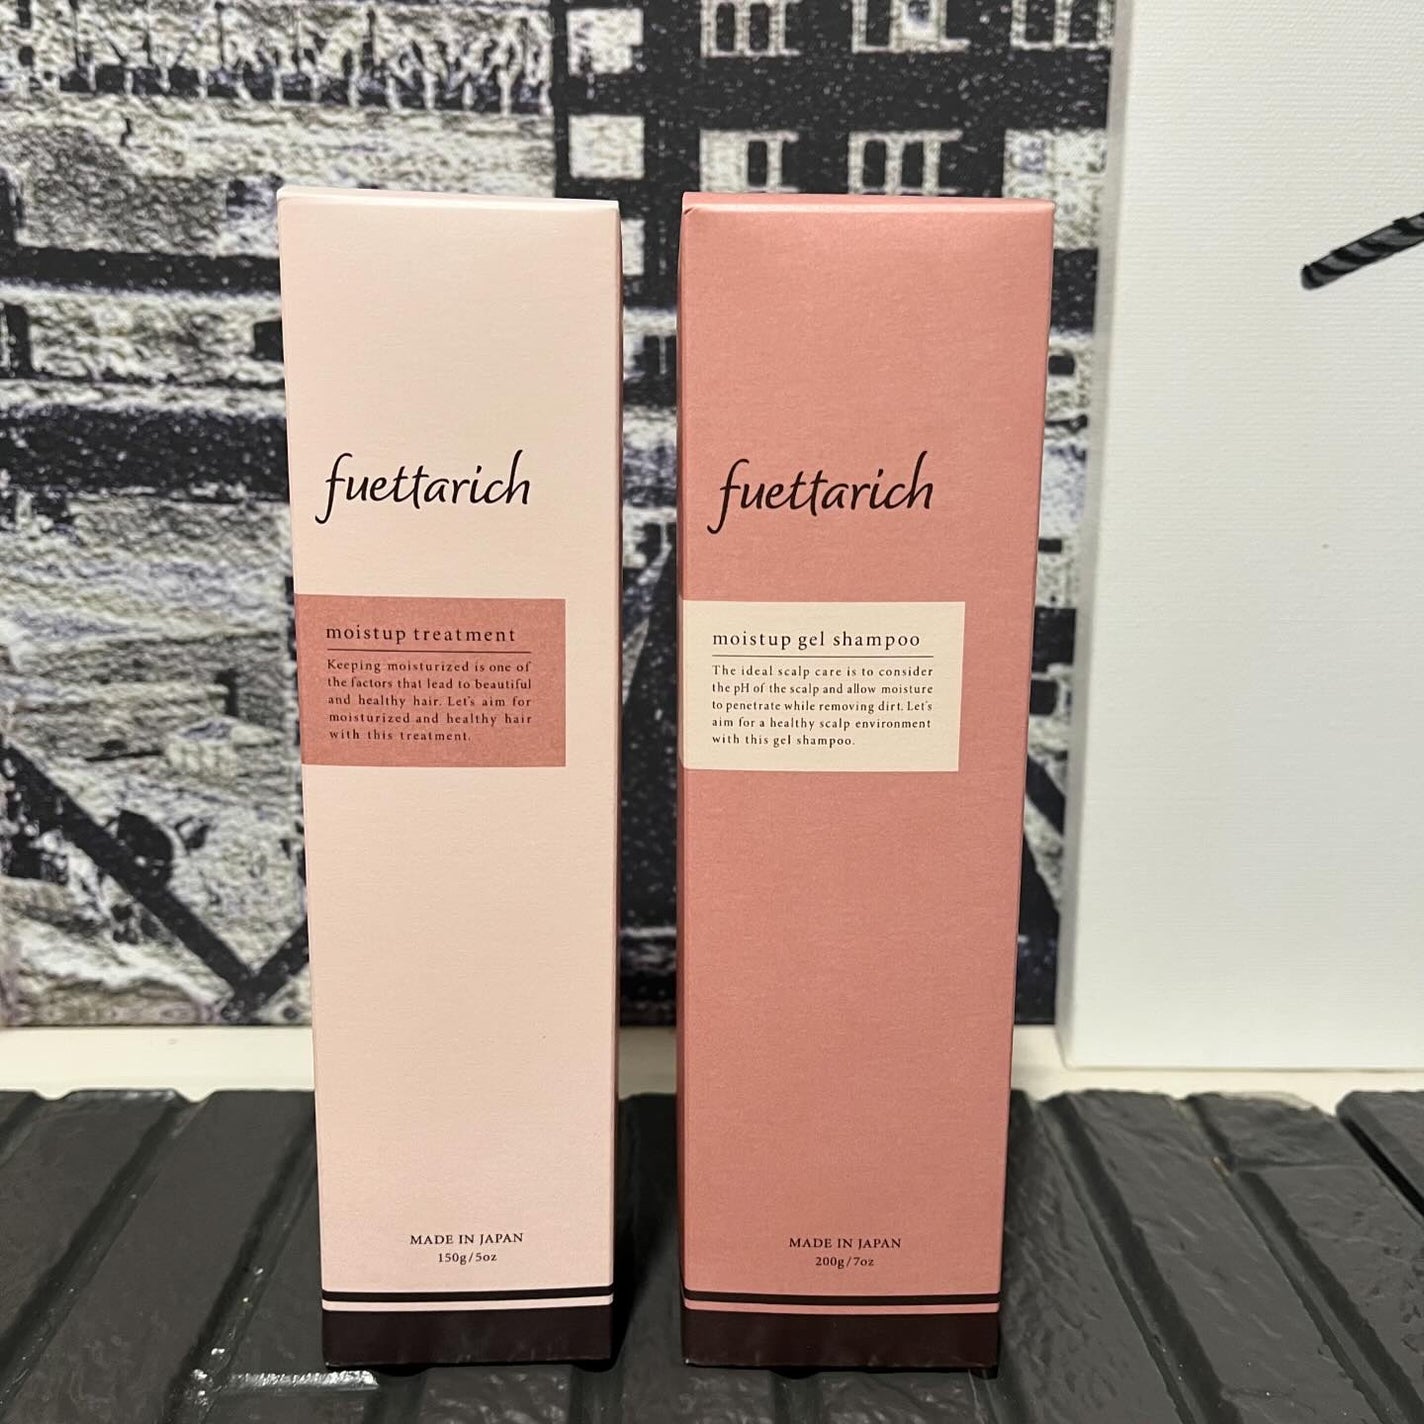 fuettarich
moistup treatment
Keeping moisturized is one of
the factors that lead to beautiful
and healthy hair. Let's aim for
moisturized and healthy hair
with this treatment.
MADE IN JAPAN
150g/5oz
fuettarich
moistup gel shampoo
The ideal scalp care is to consider
the pH of the scalp and allow moisture
to penetrate while removing dirt. Let's
aim for a healthy scalp environment
with this gel shampoo.
MADE IN JAPAN
200g/7oz